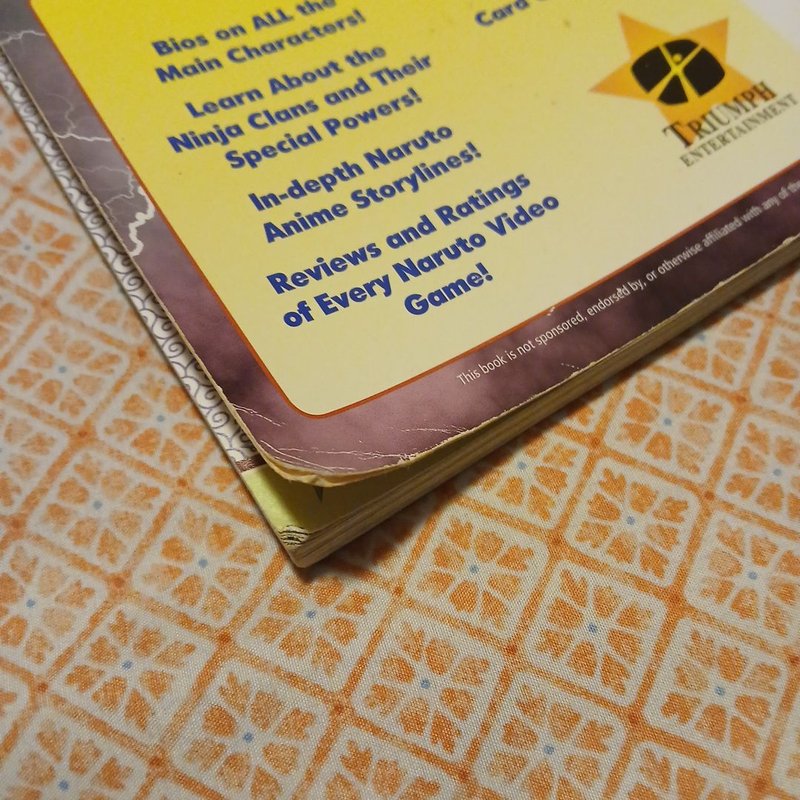 Bios on ALL the
Main Characters!
Learn About the
Ninja Clans and Their
Special Powers!
In-depth Naruto
Anime Storylines!
Reviews and Ratings
of Every Naruto Video
Game!
TRIUMPH
ENTERTAINMENT
This book is not sponsored, endorsed by, or otherwise affiliated with any of the